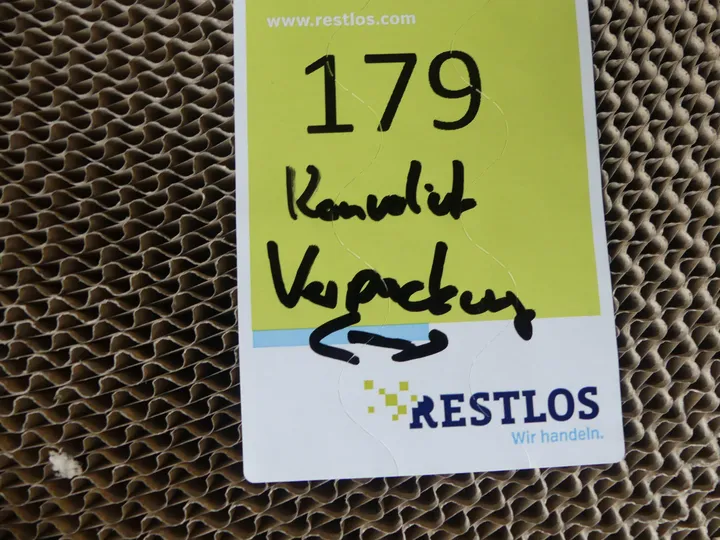 www.restlos.com
179
Konvolut
Verpackung
RESTLOS
Wir handeln.